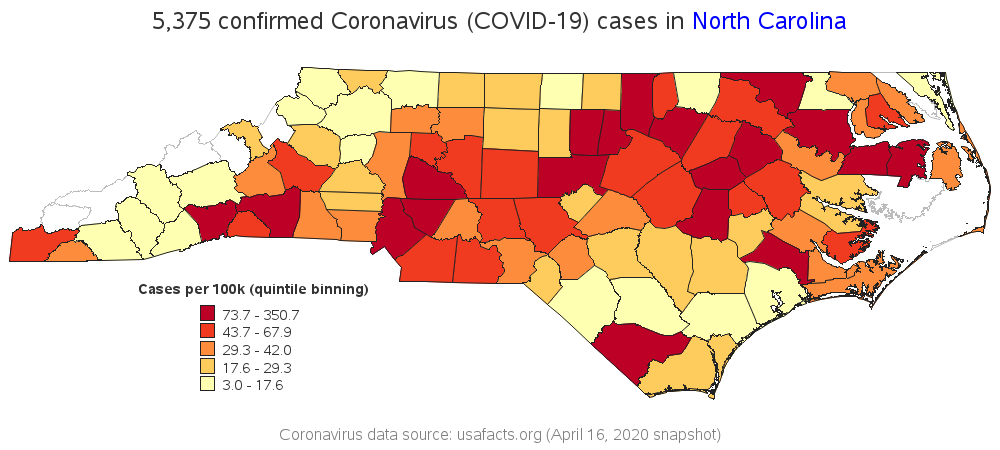 5,375 confirmed Coronavirus (COVID-19) cases in North Carolina
Cases per 100k (quintile binning)
73.7 - 350.7
43.7 - 67.9
29.3 - 42.0
17.6 - 29.3
3.0 - 17.6
Coronavirus data source: usafacts.org (April 16, 2020 snapshot)